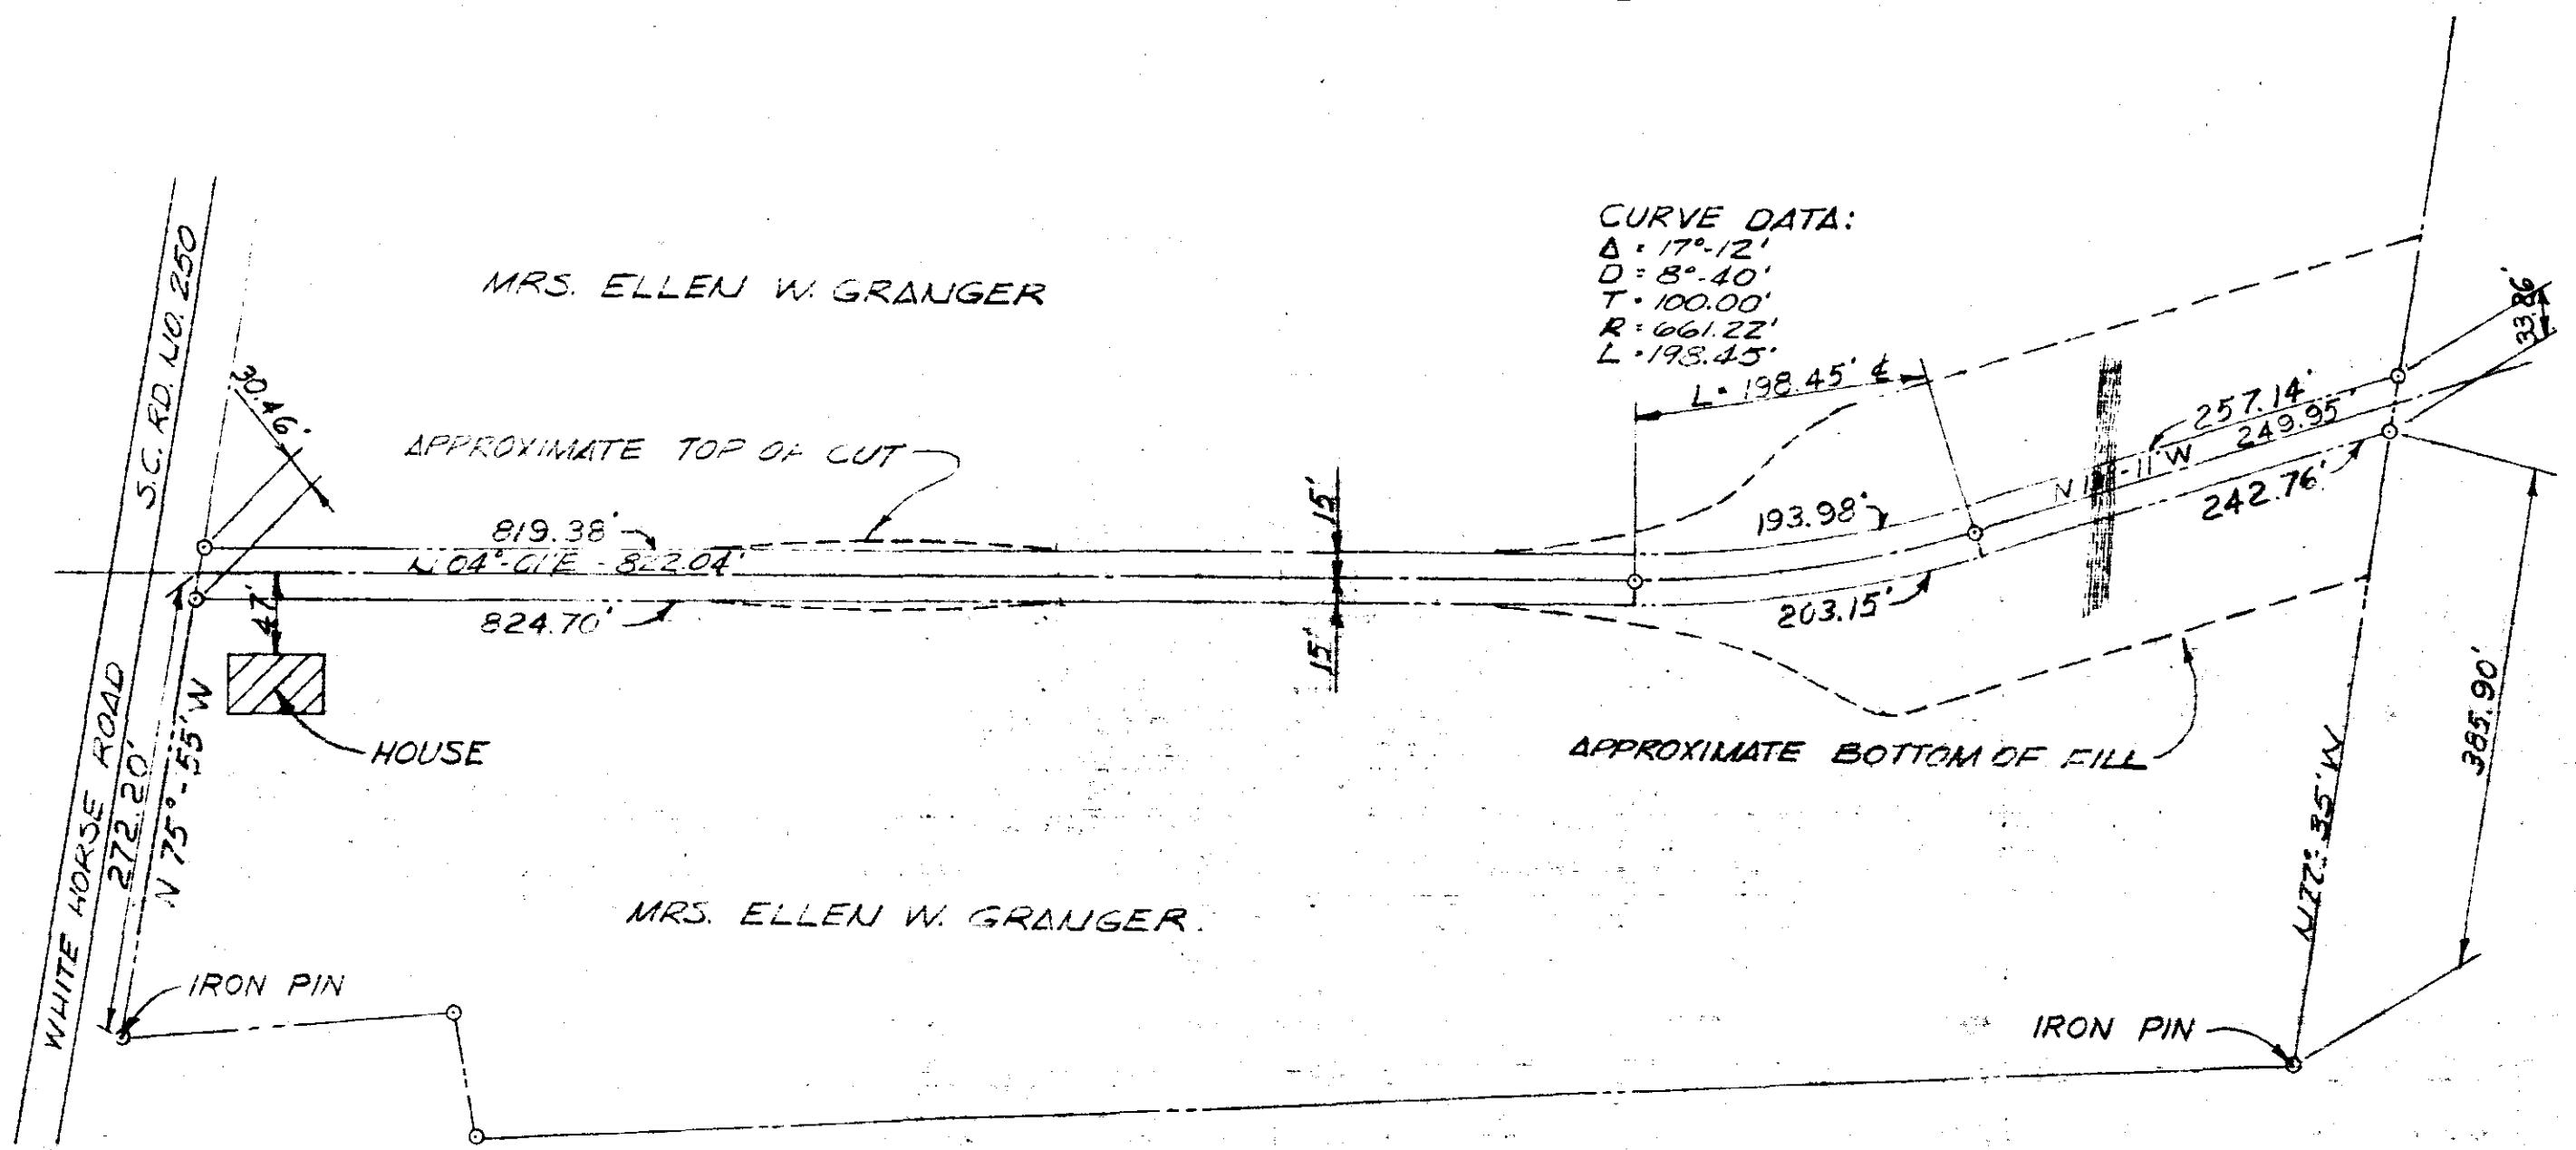 CURVE DATA:
Δ = 17°-12'
D = 8°-40'
T = 100.00'
R = 661.22'
L = 198.45'
L = 198.45' ℄
MRS. ELLEN W. GRANGER
S.C. RD. NO. 250
WHITE HORSE ROAD
30.46'
APPROXIMATE TOP OF CUT
819.38'
N 04°-01'E - 822.04'
824.70'
47'
HOUSE
272.20'
N 75°-55' W
IRON PIN
15'
15'
193.98'
203.15'
257.14'
249.95'
N 11' W
242.76'
33.86'
385.90'
N77°-35'W
APPROXIMATE BOTTOM OF FILL
MRS. ELLEN W. GRANGER.
IRON PIN